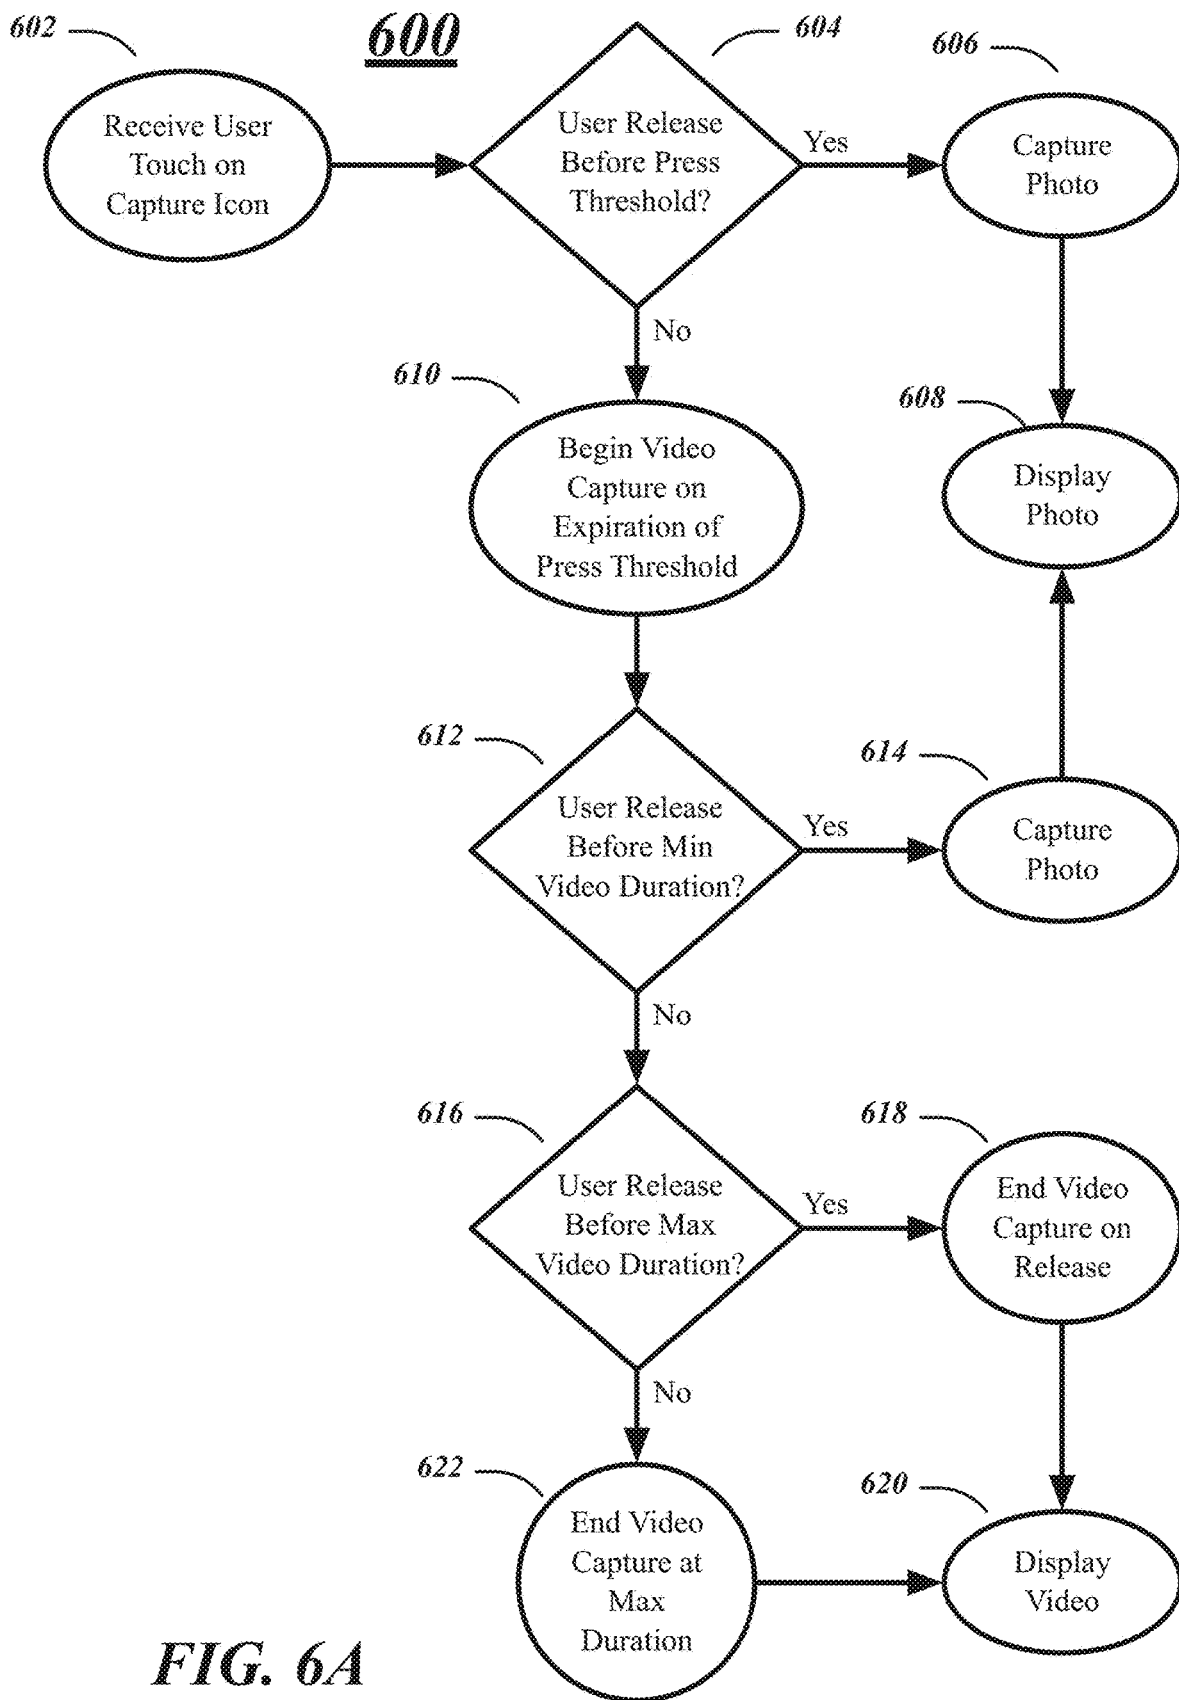 602
600
604
606
Receive User
Touch on
Capture Icon
User Release
Before Press
Threshold?
Yes
Capture
Photo
No
610
608
Begin Video
Capture on
Expiration of
Press Threshold
Display
Photo
612
614
User Release
Before Min
Video Duration?
Yes
Capture
Photo
No
616
618
User Release
Before Max
Video Duration?
Yes
End Video
Capture on
Release
No
622
620
End Video
Capture at
Max
Duration
Display
Video
FIG. 6A